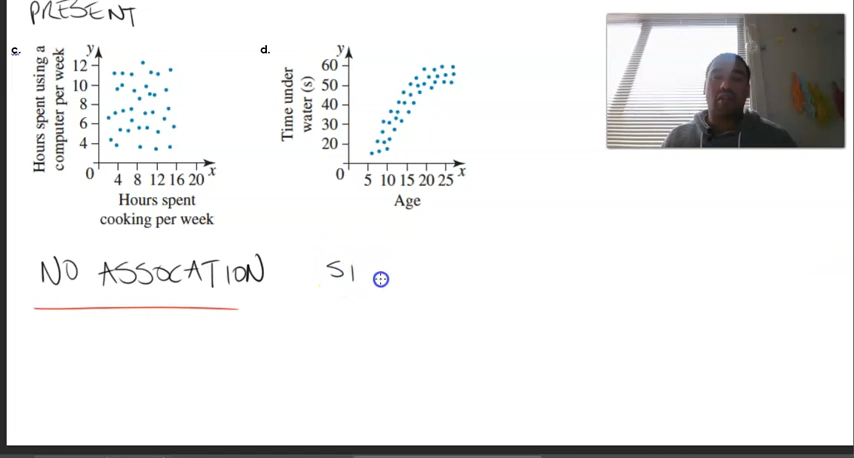 PRESENT
c.
Hours spent using a
computer per week
y
12
10
8
6
4
0
4 8 12 16 20 x
Hours spent
cooking per week
d.
Time under
water (s)
y
60
50
40
30
20
0
5 10 15 20 25 x
Age
NO ASSOCATION
SI